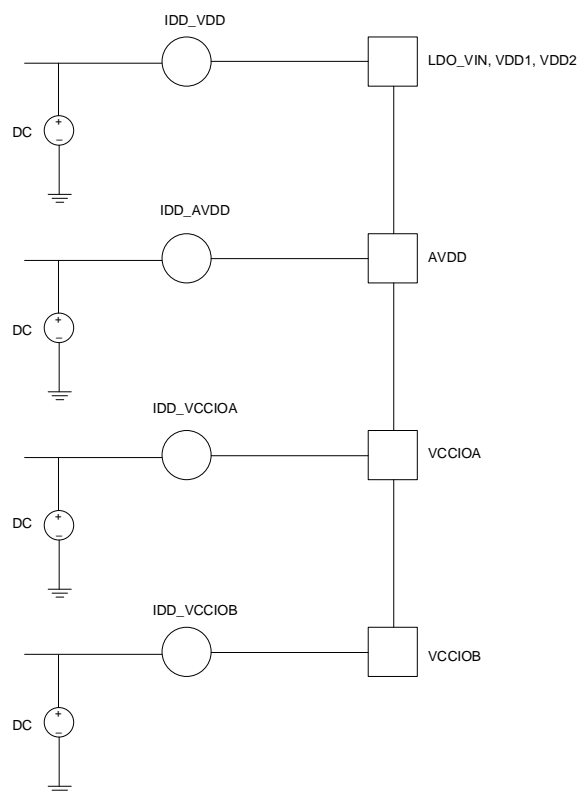 IDD_VDD
LDO_VIN, VDD1, VDD2
+
DC
−
IDD_AVDD
AVDD
+
DC
−
IDD_VCCIOA
VCCIOA
+
DC
−
IDD_VCCIOB
VCCIOB
+
DC
−